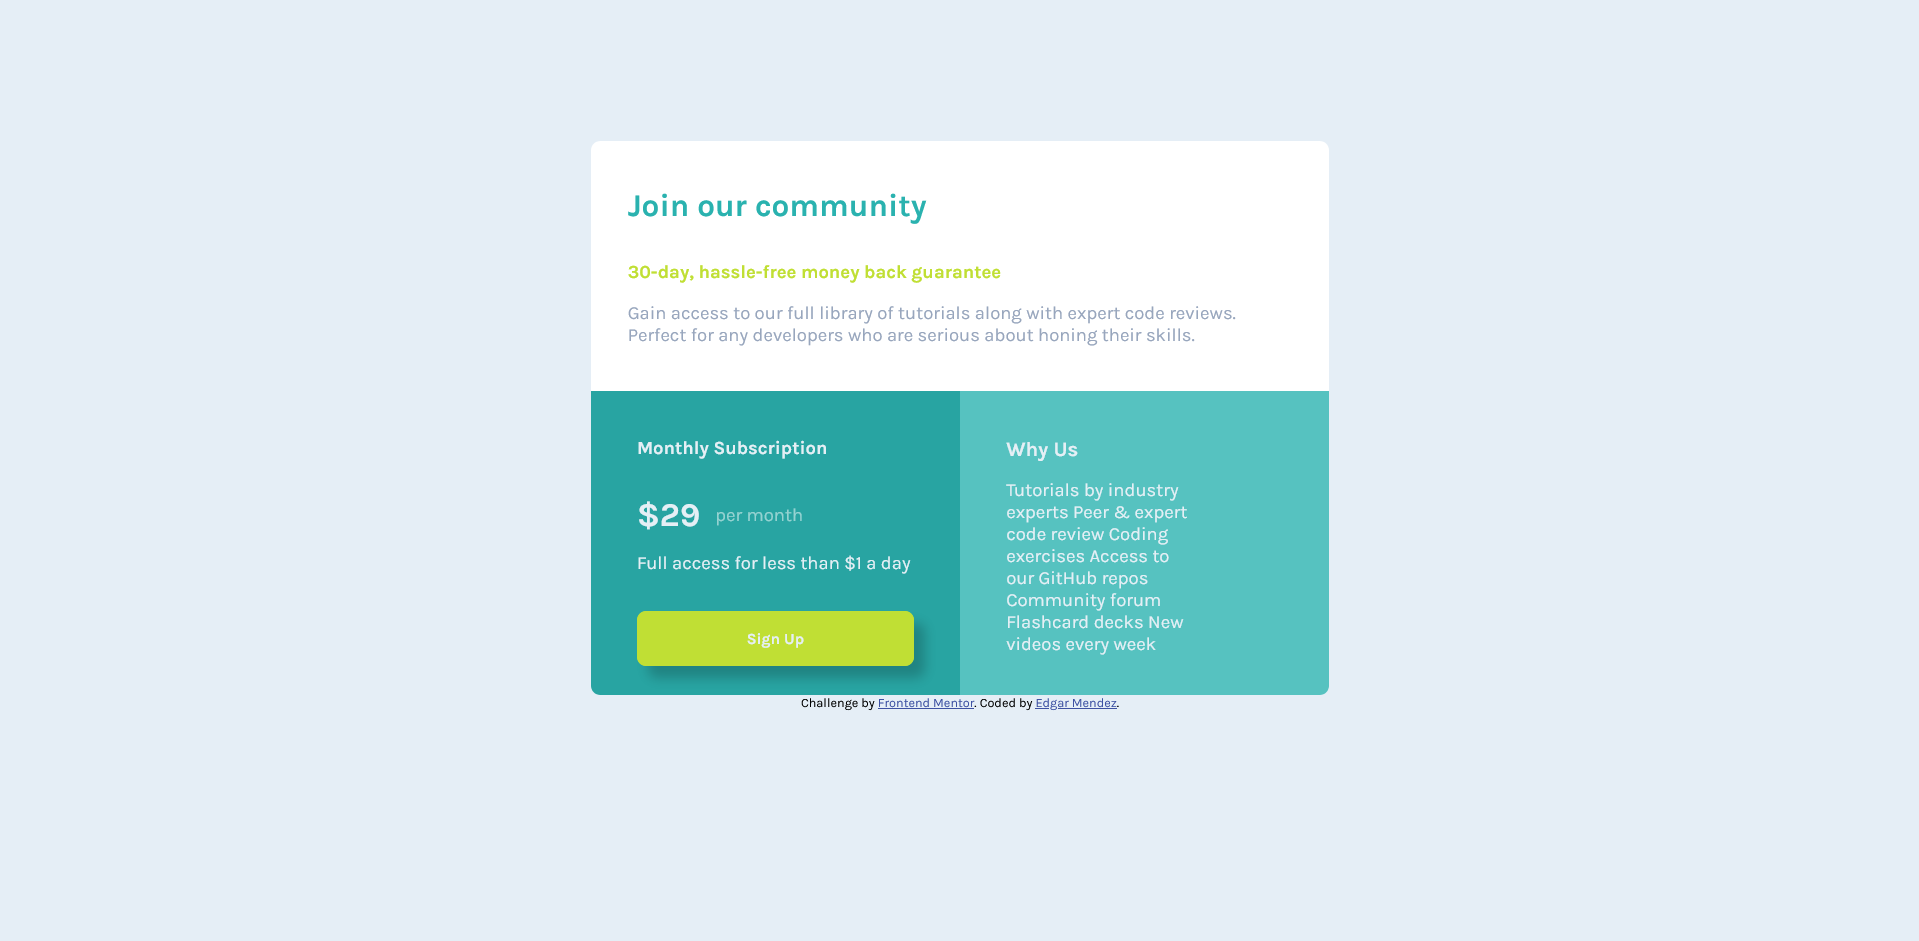 Join our community
30-day, hassle-free money back guarantee
Gain access to our full library of tutorials along with expert code reviews.
Perfect for any developers who are serious about honing their skills.
Monthly Subscription
$29 per month
Full access for less than $1 a day
Sign Up
Why Us
Tutorials by industry
experts Peer & expert
code review Coding
exercises Access to
our GitHub repos
Community forum
Flashcard decks New
videos every week
Challenge by Frontend Mentor. Coded by Edgar Mendez.